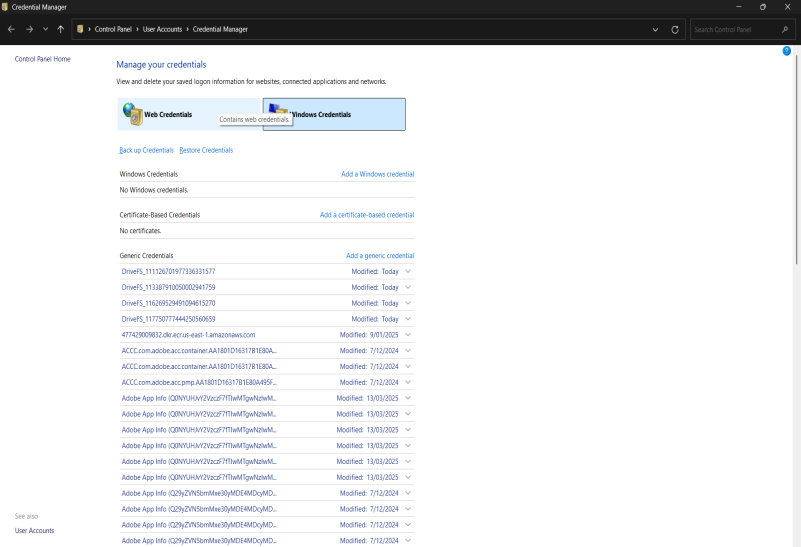 Credential Manager
Control Panel > User Accounts > Credential Manager
Search Control Panel
Control Panel Home
Manage your credentials
View and delete your saved logon information for websites, connected applications and networks.
Web Credentials
Windows Credentials
Contains web credentials.
Back up Credentials Restore Credentials
Windows Credentials Add a Windows credential
No Windows credentials.
Certificate-Based Credentials Add a certificate-based credential
No certificates.
Generic Credentials Add a generic credential
DriveFS_111126701977336331577 Modified: Today
DriveFS_113387910050002941759 Modified: Today
DriveFS_116269529491094615270 Modified: Today
DriveFS_117750777444250560659 Modified: Today
477429009832.dkr.ecr.us-east-1.amazonaws.com Modified: 9/01/2025
ACCC.com.adobe.acc.container.AA1801D16317B1E80A... Modified: 7/12/2024
ACCC.com.adobe.acc.container.AA1801D16317B1E80A... Modified: 7/12/2024
ACCC.com.adobe.acc.pmp.AA1801D16317B1E80A495F... Modified: 7/12/2024
Adobe App Info (Q0NYUHJvY2VzczF7fTIwMTgwNzIwM... Modified: 13/03/2025
Adobe App Info (Q0NYUHJvY2VzczF7fTIwMTgwNzIwM... Modified: 13/03/2025
Adobe App Info (Q0NYUHJvY2VzczF7fTIwMTgwNzIwM... Modified: 13/03/2025
Adobe App Info (Q0NYUHJvY2VzczF7fTIwMTgwNzIwM... Modified: 13/03/2025
Adobe App Info (Q0NYUHJvY2VzczF7fTIwMTgwNzIwM... Modified: 13/03/2025
Adobe App Info (Q0NYUHJvY2VzczF7fTIwMTgwNzIwM... Modified: 13/03/2025
Adobe App Info (Q29yZVN5bmMxe30yMDE4MDcyMD... Modified: 7/12/2024
Adobe App Info (Q29yZVN5bmMxe30yMDE4MDcyMD... Modified: 7/12/2024
Adobe App Info (Q29yZVN5bmMxe30yMDE4MDcyMD... Modified: 7/12/2024
Adobe App Info (Q29yZVN5bmMxe30yMDE4MDcyMD... Modified: 7/12/2024
See also
User Accounts